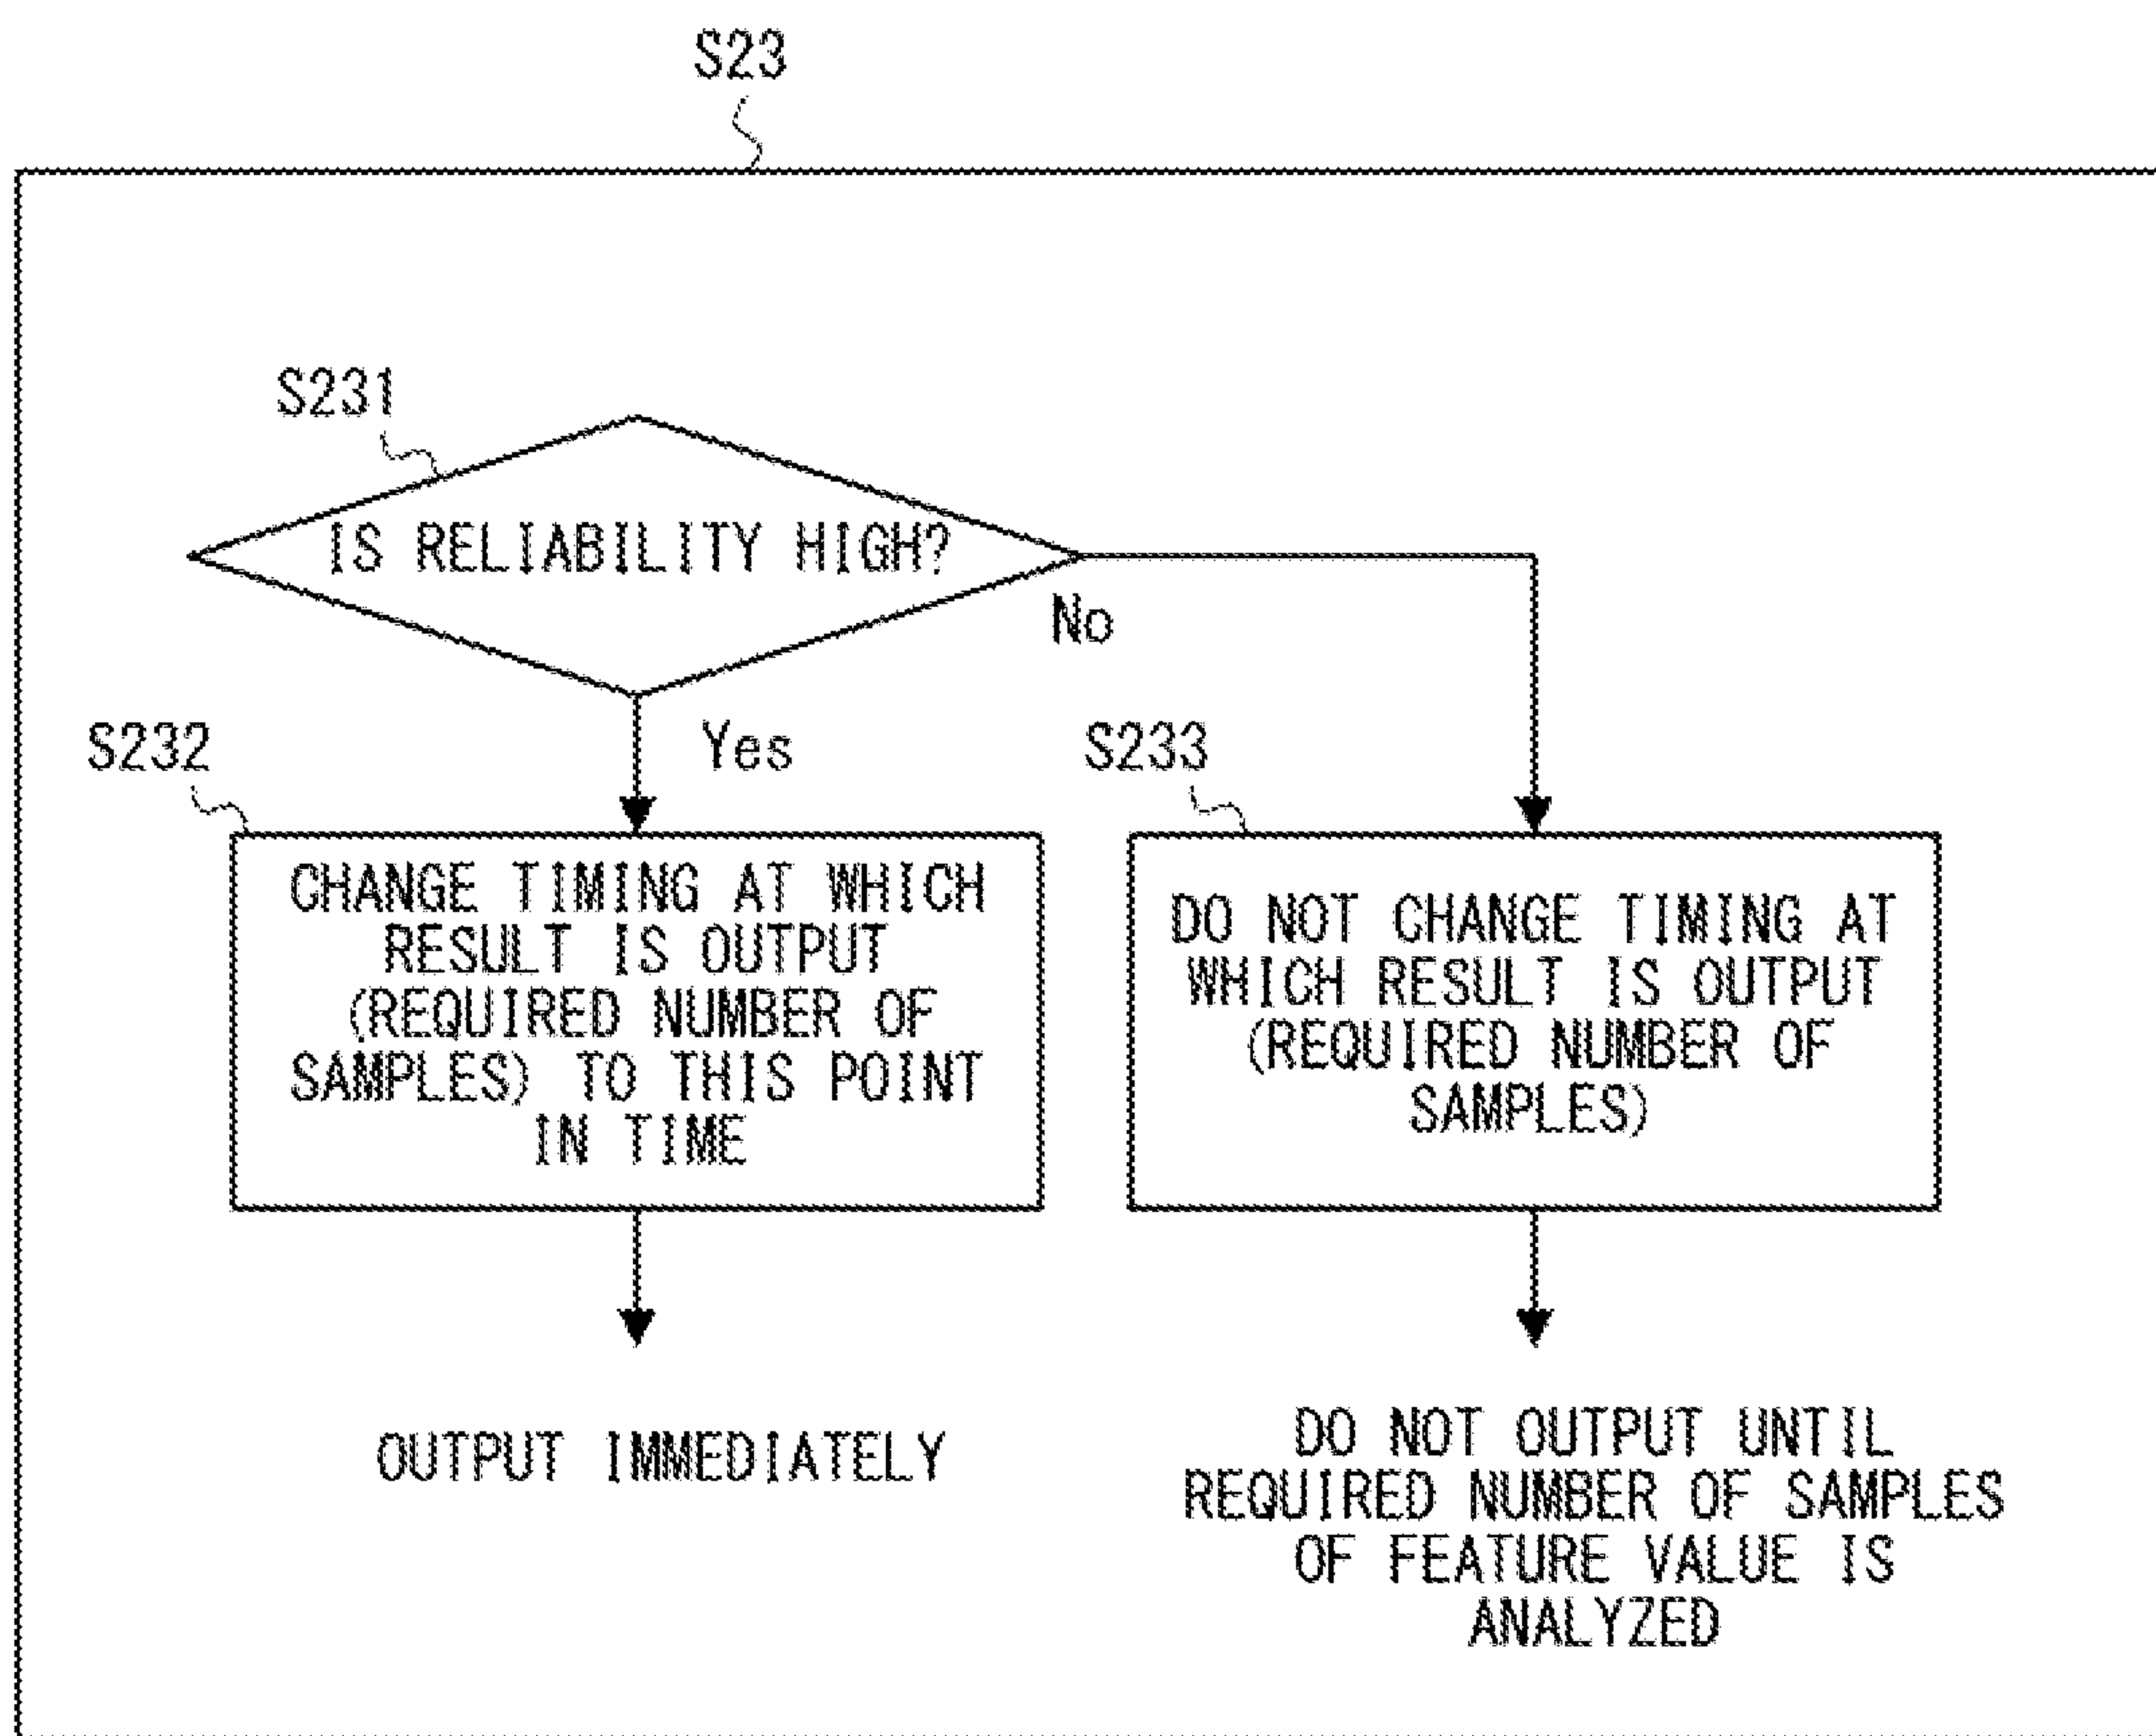 S23
S231
IS RELIABILITY HIGH?
No
Yes
S232
CHANGE TIMING AT WHICH
RESULT IS OUTPUT
(REQUIRED NUMBER OF
SAMPLES) TO THIS POINT
IN TIME
S233
DO NOT CHANGE TIMING AT
WHICH RESULT IS OUTPUT
(REQUIRED NUMBER OF
SAMPLES)
OUTPUT IMMEDIATELY
DO NOT OUTPUT UNTIL
REQUIRED NUMBER OF SAMPLES
OF FEATURE VALUE IS
ANALYZED